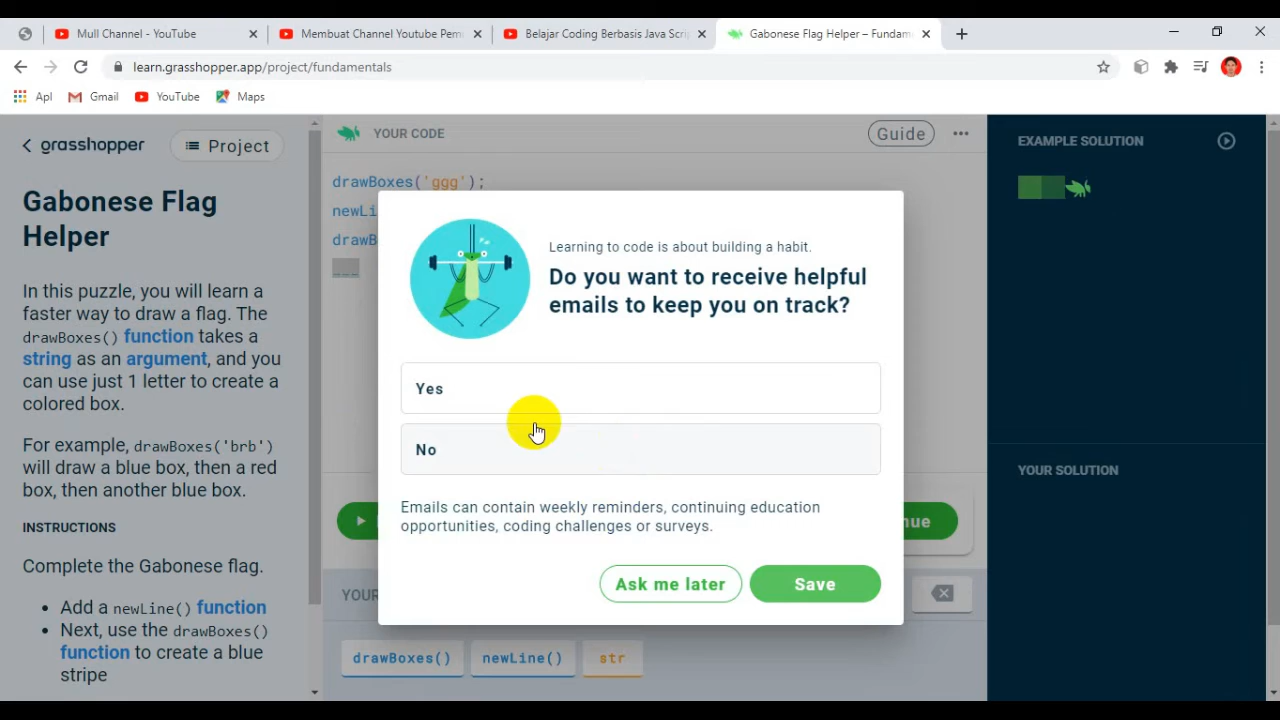 Mull Channel - YouTube
Membuat Channel Youtube Pem
Belajar Coding Berbasis Java Scri
Gabonese Flag Helper – Fundam
learn.grasshopper.app/project/fundamentals
Apl
Gmail
YouTube
Maps
grasshopper
Project
Gabonese Flag
Helper
In this puzzle, you will learn a
faster way to draw a flag. The
drawBoxes() function takes a
string as an argument, and you
can use just 1 letter to create a
colored box.
For example, drawBoxes('brb')
will draw a blue box, then a red
box, then another blue box.
INSTRUCTIONS
Complete the Gabonese flag.
• Add a newLine() function
• Next, use the drawBoxes()
function to create a blue
stripe
YOUR CODE
Guide
drawBoxes('ggg');
newLi
drawB
Learning to code is about building a habit.
Do you want to receive helpful
emails to keep you on track?
Yes
No
Emails can contain weekly reminders, continuing education
opportunities, coding challenges or surveys.
Ask me later
Save
nue
YOUR
drawBoxes()
newLine()
str
EXAMPLE SOLUTION
YOUR SOLUTION